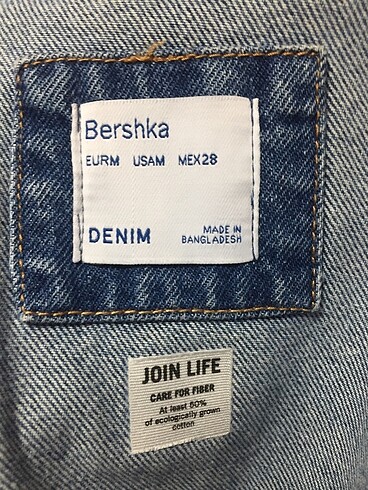 Bershka
EURM USAM MEX28
DENIM
MADE IN
BANGLADESH
JOIN LIFE
CARE FOR FIBER
At least 60%
of ecologically grown
cotton